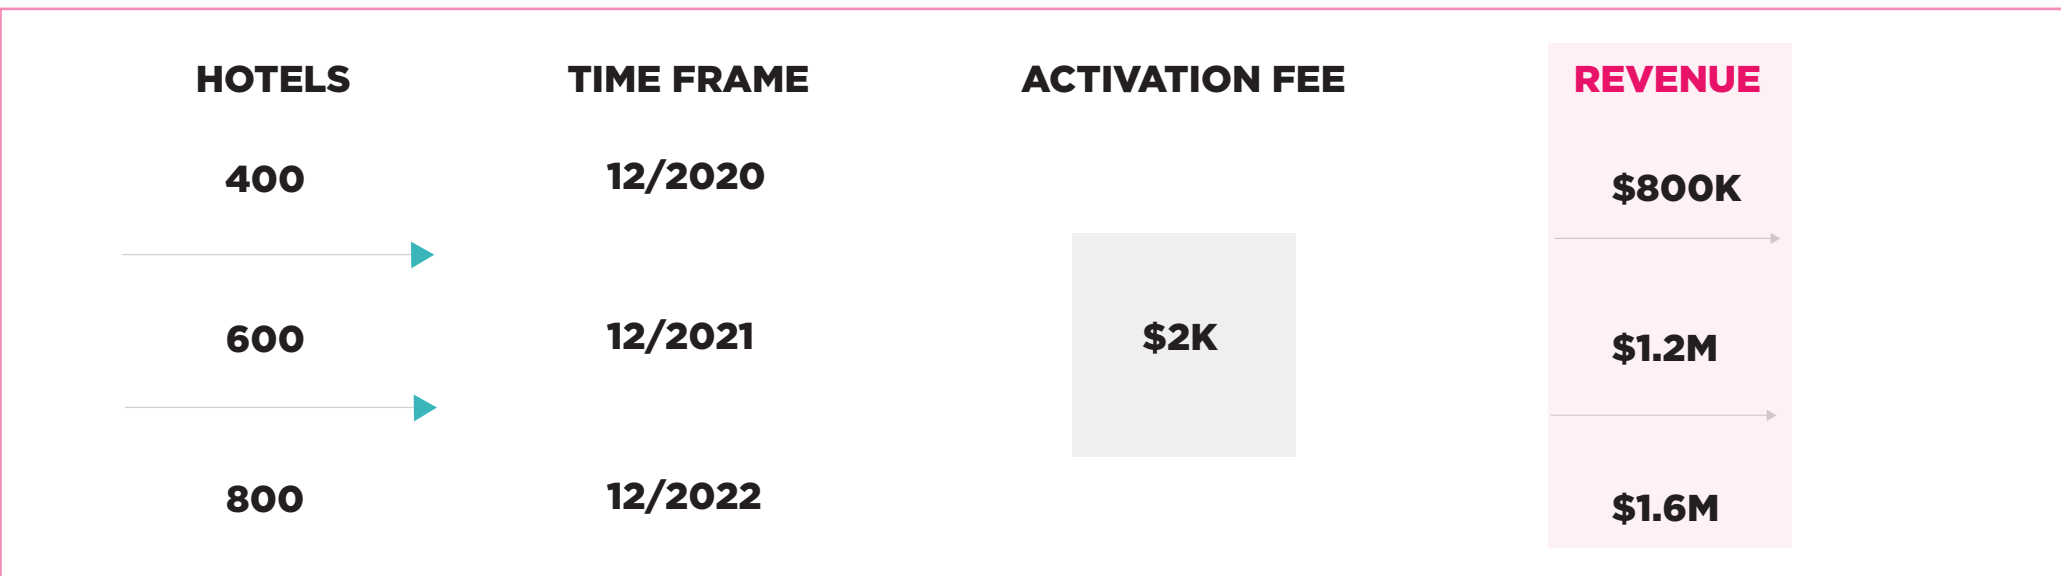 HOTELS TIME FRAME ACTIVATION FEE REVENUE
400 12/2020 $800K
600 12/2021 $2K $1.2M
800 12/2022 $1.6M